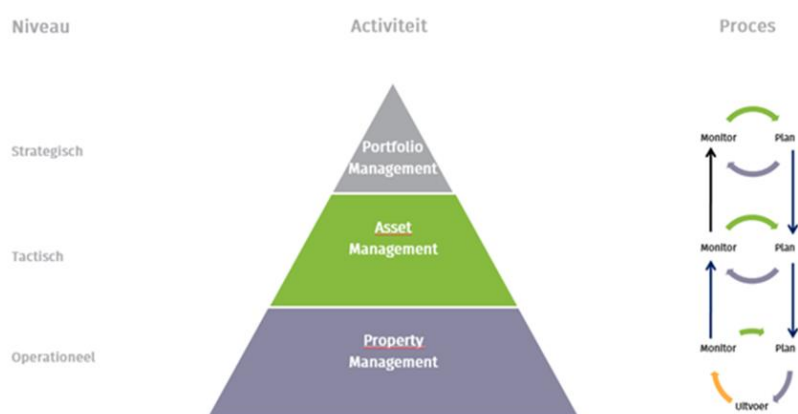 Niveau
Activiteit
Proces
Strategisch
Portfolio
Management
Monitor
Plan
Tactisch
Asset
Management
Monitor
Plan
Operationeel
Property
Management
Monitor
Plan
Uitvoer